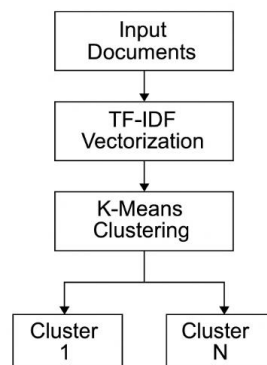 Input
Documents
TF-IDF
Vectorization
K-Means
Clustering
Cluster
1
Cluster
N